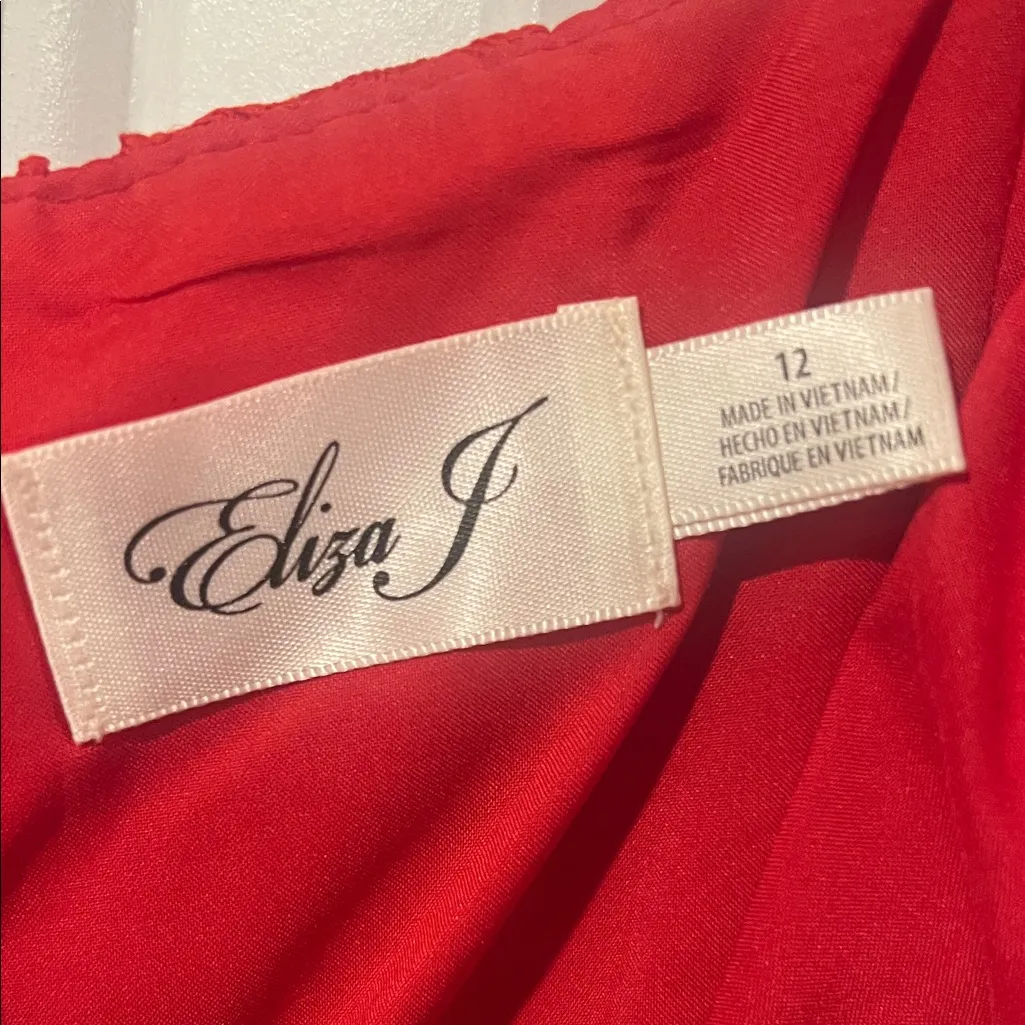 Eliza J
12
MADE IN VIETNAM/
HECHO EN VIETNAM/
FABRIQUE EN VIETNAM